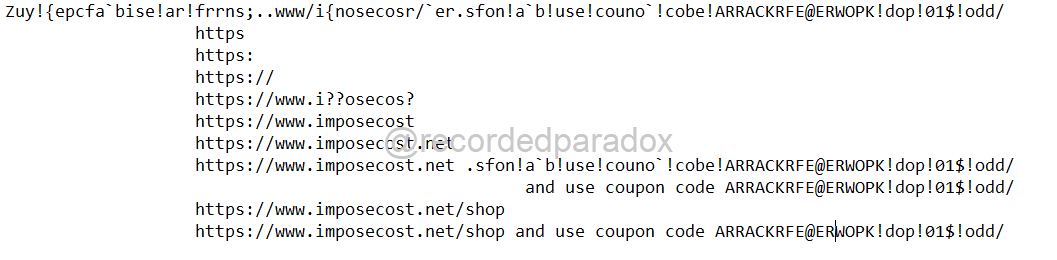 Zuy!{epcfa`bise!ar!frrns;..www/i{nosecosr/`er.sfon!a`b!use!couno`!cobe!ARRACKRFE@ERWOPK!dop!01$!odd/
https
https:
https://
https://www.i??osecos?
https://www.imposecost
https://www.imposecost.net
@recordedparadox
https://www.imposecost.net .sfon!a`b!use!couno`!cobe!ARRACKRFE@ERWOPK!dop!01$!odd/
and use coupon code ARRACKRFE@ERWOPK!dop!01$!odd/
https://www.imposecost.net/shop
https://www.imposecost.net/shop and use coupon code ARRACKRFE@ERWOPK!dop!01$!odd/